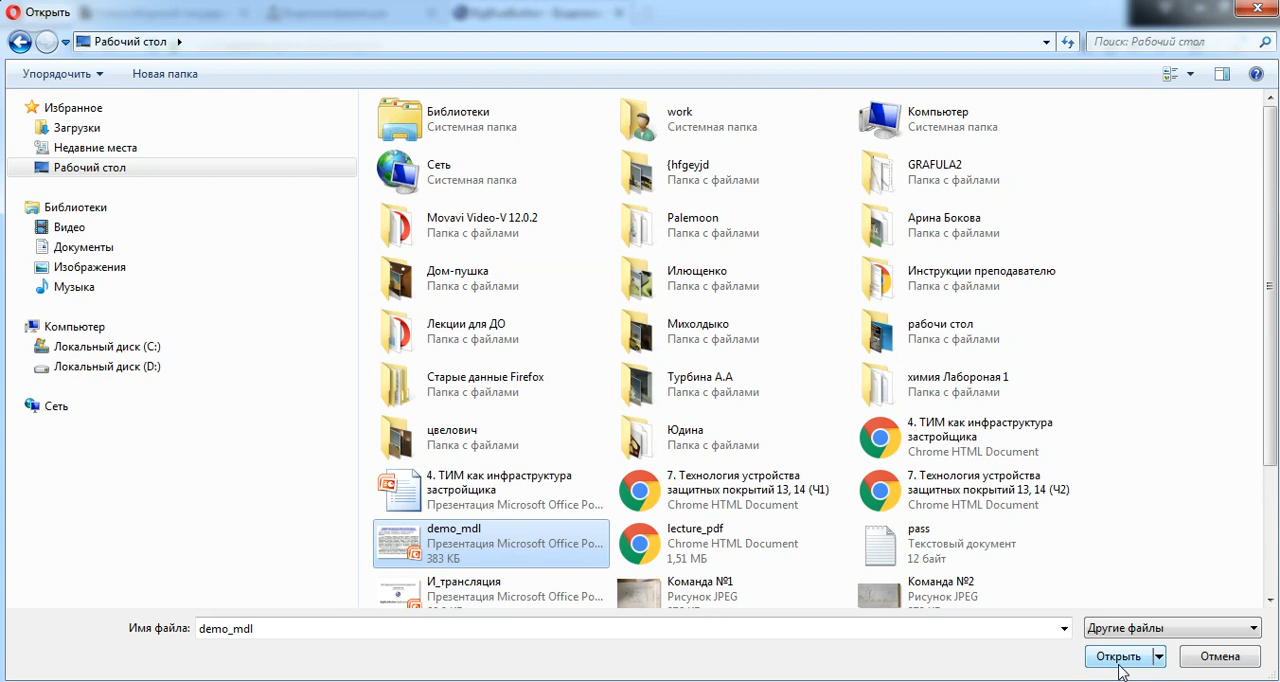 Открыть
Рабочий стол
Поиск: Рабочий стол
Упорядочить
Новая папка
Избранное
Загрузки
Недавние места
Рабочий стол
Библиотеки
Видео
Документы
Изображения
Музыка
Компьютер
Локальный диск (C:)
Локальный диск (D:)
Сеть
Библиотеки
Системная папка
work
Системная папка
Компьютер
Системная папка
Сеть
Системная папка
{hfgeyjd
Папка с файлами
GRAFULA2
Папка с файлами
Movavi Video-V 12.0.2
Папка с файлами
Palemoon
Папка с файлами
Арина Бокова
Папка с файлами
Дом-пушка
Папка с файлами
Илющенко
Папка с файлами
Инструкции преподавателю
Папка с файлами
Лекции для ДО
Папка с файлами
Михолдыко
Папка с файлами
рабочи стол
Папка с файлами
Старые данные Firefox
Папка с файлами
Турбина А.А
Папка с файлами
химия Лабороная 1
Папка с файлами
цвелович
Папка с файлами
Юдина
Папка с файлами
4. ТИМ как инфраструктура
застройщика
Chrome HTML Document
4. ТИМ как инфраструктура
застройщика
Презентация Microsoft Office Po...
7. Технология устройства
защитных покрытий 13, 14 (Ч1)
Chrome HTML Document
7. Технология устройства
защитных покрытий 13, 14 (Ч2)
Chrome HTML Document
demo_mdl
Презентация Microsoft Office Po...
383 КБ
lecture_pdf
Chrome HTML Document
1,51 МБ
pass
Текстовый документ
12 байт
И_трансляция
Презентация Microsoft Office Po...
Команда №1
Рисунок JPEG
Команда №2
Рисунок JPEG
Имя файла:
demo_mdl
Другие файлы
Открыть
Отмена